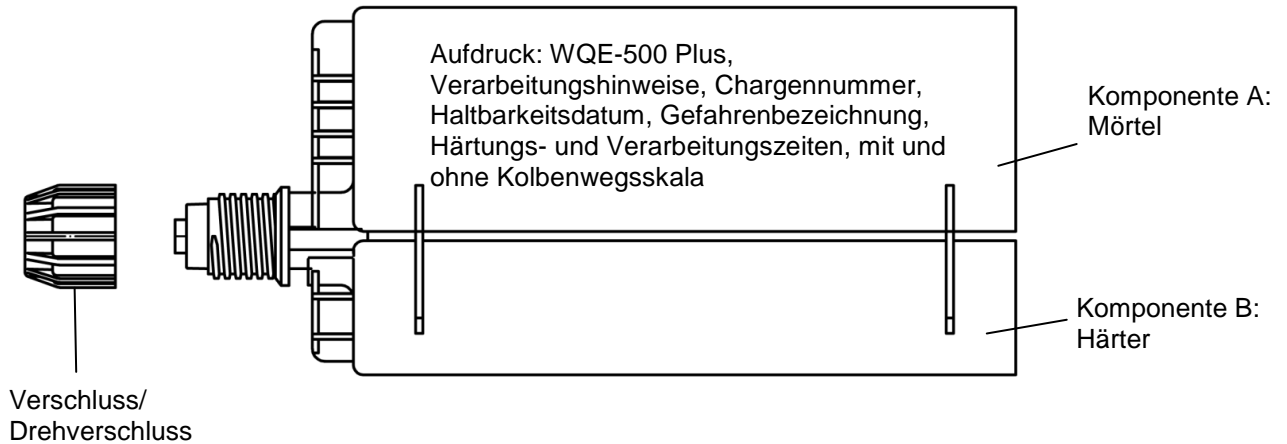 Aufdruck: WQE-500 Plus,
Verarbeitungshinweise, Chargennummer,
Haltbarkeitsdatum, Gefahrenbezeichnung,
Härtungs- und Verarbeitungszeiten, mit und
ohne Kolbenwegsskala
Komponente A:
Mörtel
Komponente B:
Härter
Verschluss/
Drehverschluss